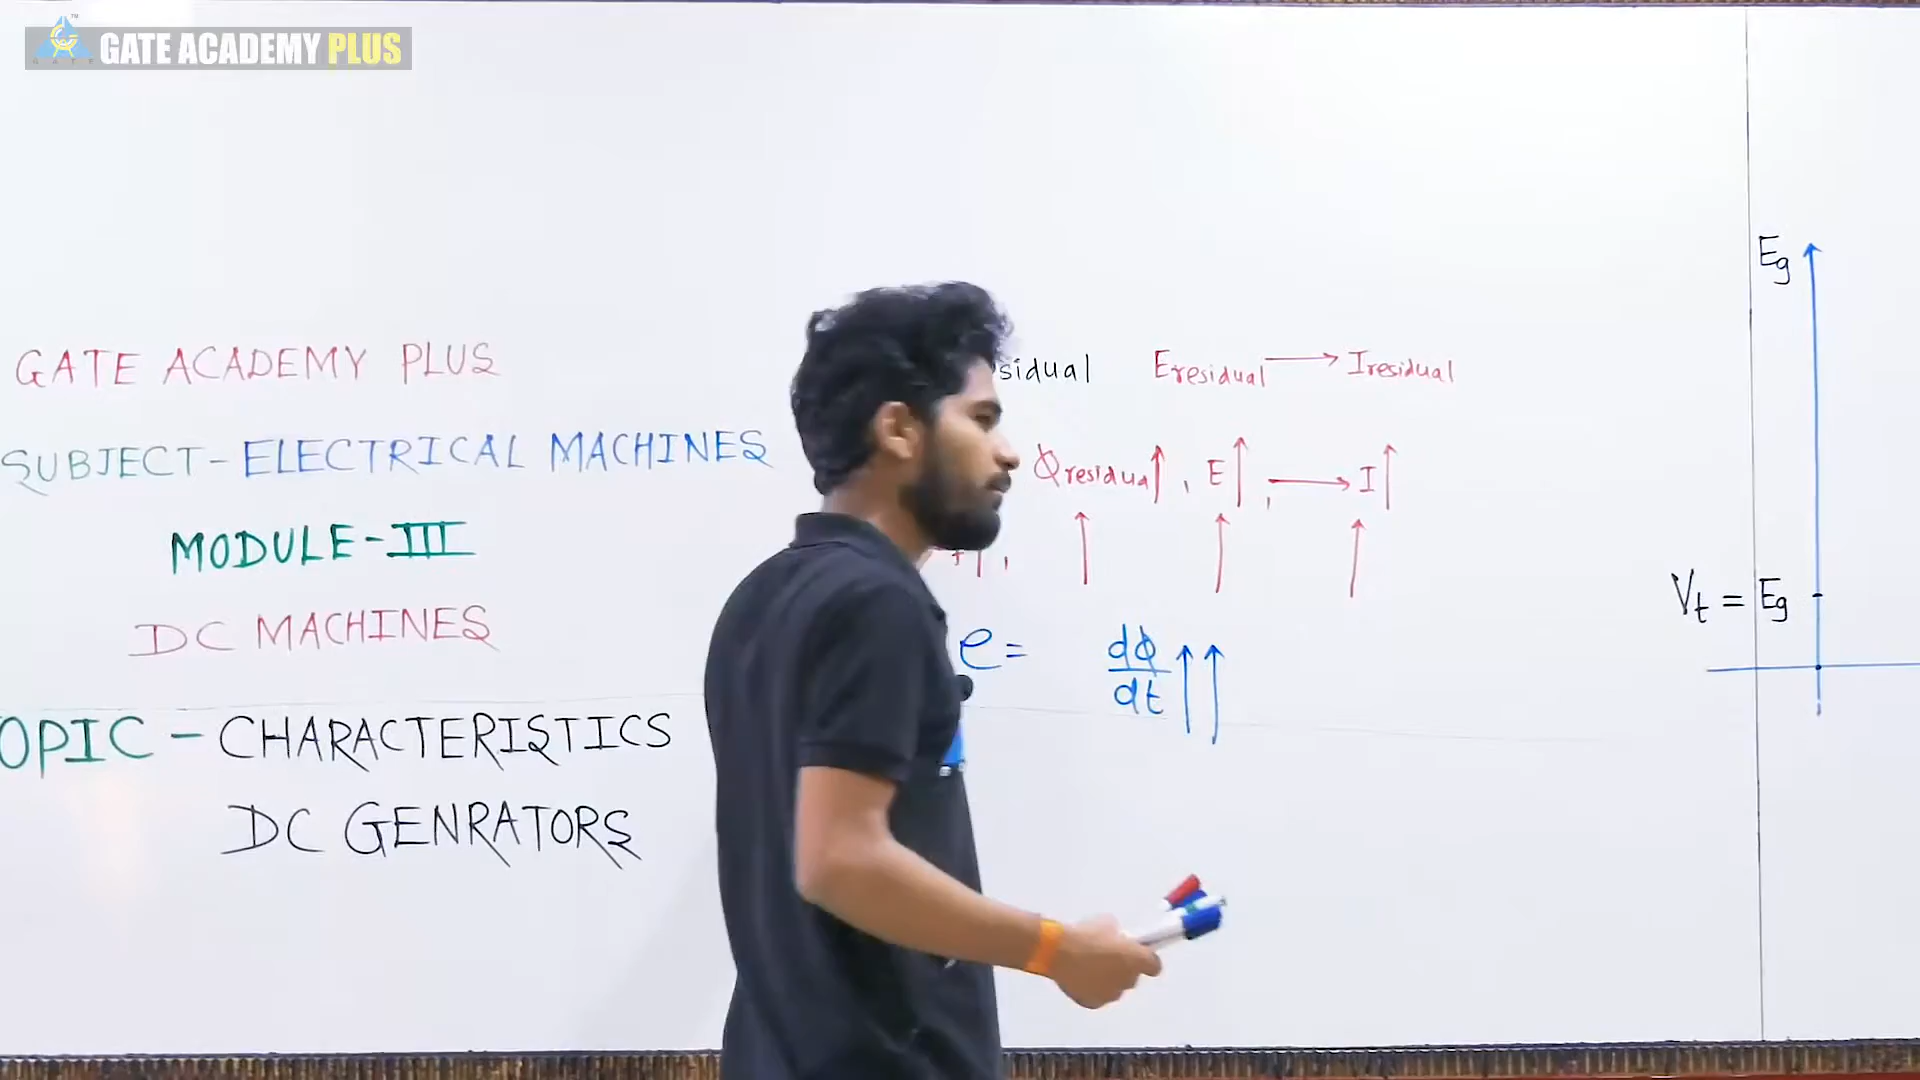 GATE ACADEMY PLUS
GATE ACADEMY PLUS
SUBJECT-ELECTRICAL MACHINES
MODULE-III
DC MACHINES
OPIC - CHARACTERISTICS
DC GENRATORS
sidual Eresidual → Iresidual
Φresidual↑, E↑, → I↑
↑ ↑ ↑
e = dΦ/dt ↑↑
Eg
Vt = Eg